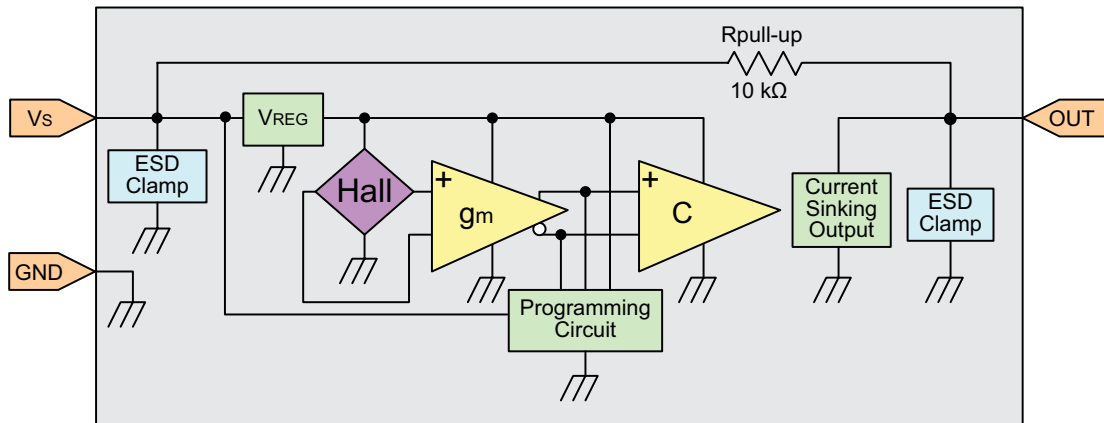 Rpull-up
10 kΩ
Vs
VREG
OUT
ESD
Clamp
Hall
+
gm
+
C
Current
Sinking
Output
ESD
Clamp
GND
Programming
Circuit